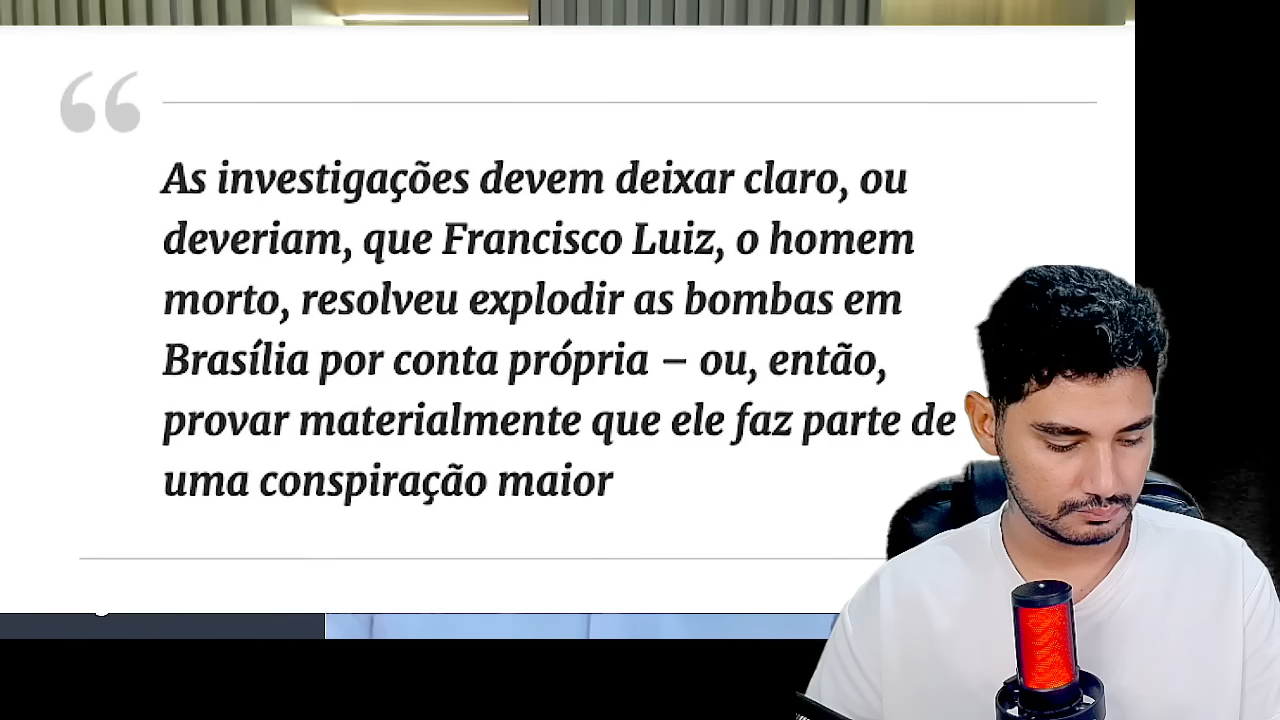 “
As investigações devem deixar claro, ou
deveriam, que Francisco Luiz, o homem
morto, resolveu explodir as bombas em
Brasília por conta própria – ou, então,
provar materialmente que ele faz parte de
uma conspiração maior